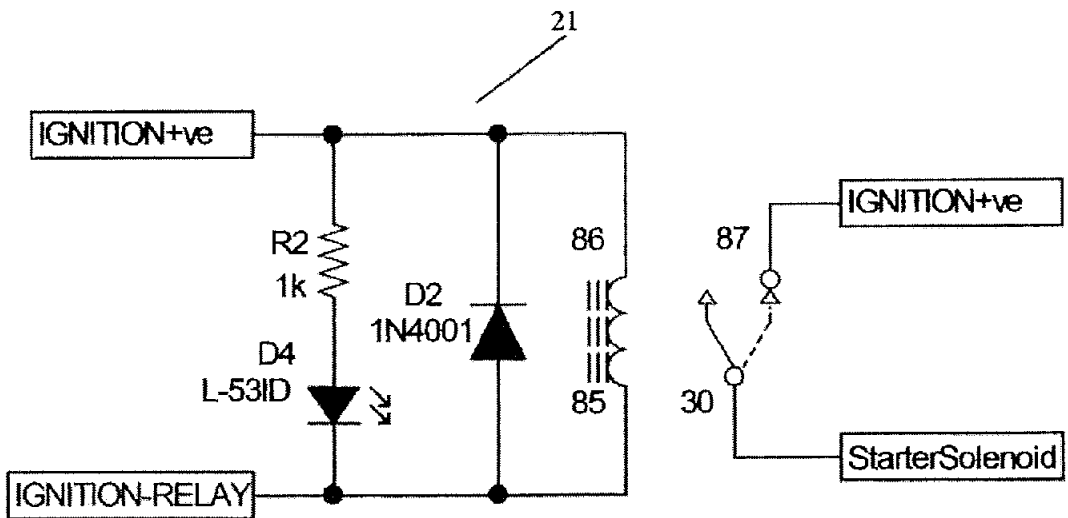 21
IGNITION+ve
IGNITION+ve
R2
1k
86
87
D2
1N4001
D4
L-53ID
85
30
StarterSolenoid
IGNITION-RELAY